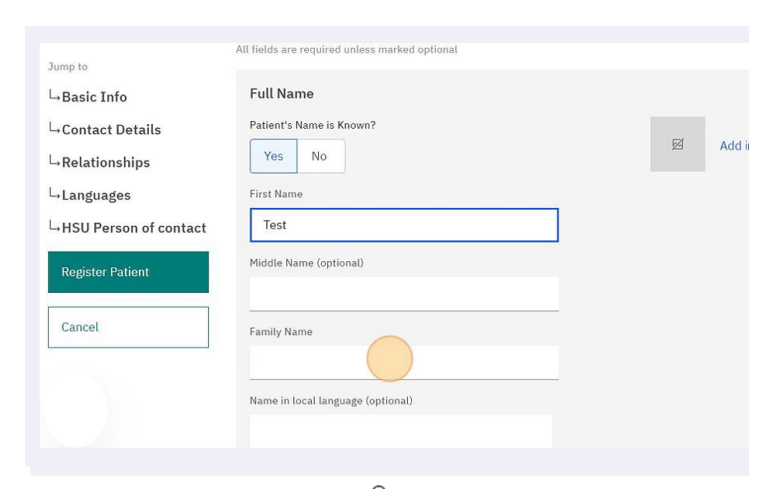 All fields are required unless marked optional
Jump to
Basic Info
Contact Details
Relationships
Languages
HSU Person of contact
Register Patient
Cancel
Full Name
Patient's Name is Known?
Yes No
First Name
Test
Middle Name (optional)
Family Name
Name in local language (optional)
Add